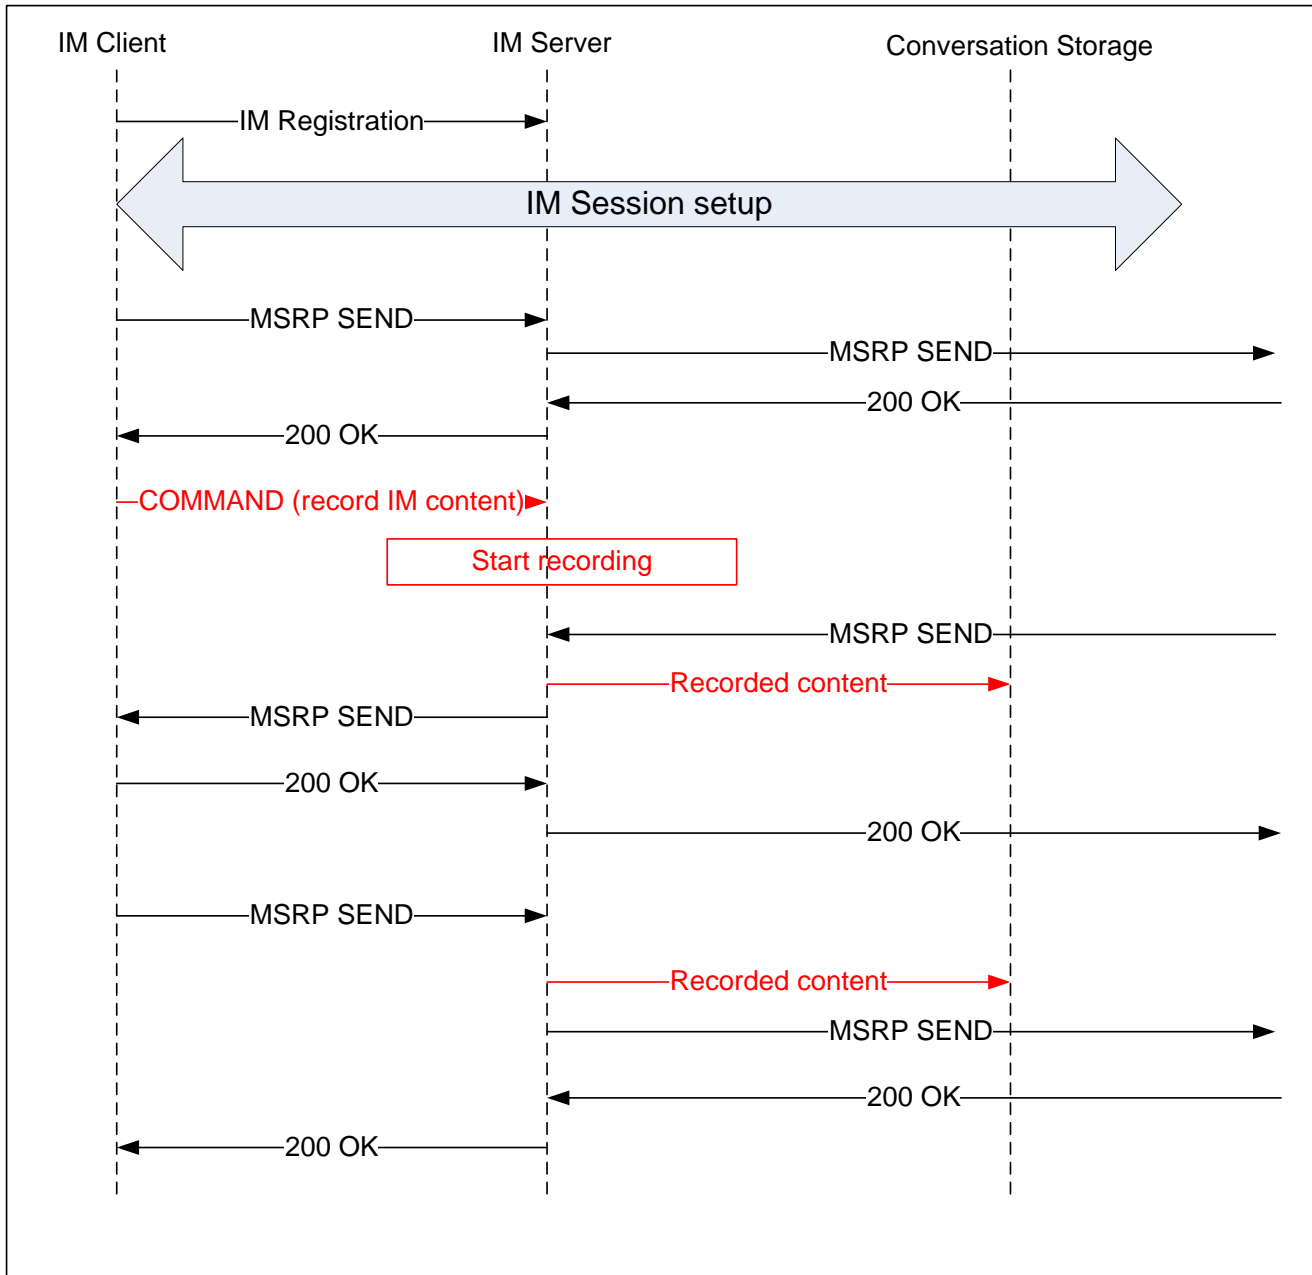 IM Client
IM Server
Conversation Storage
IM Registration
IM Session setup
MSRP SEND
MSRP SEND
200 OK
200 OK
COMMAND (record IM content)
Start recording
MSRP SEND
Recorded content
MSRP SEND
200 OK
200 OK
MSRP SEND
Recorded content
MSRP SEND
200 OK
200 OK